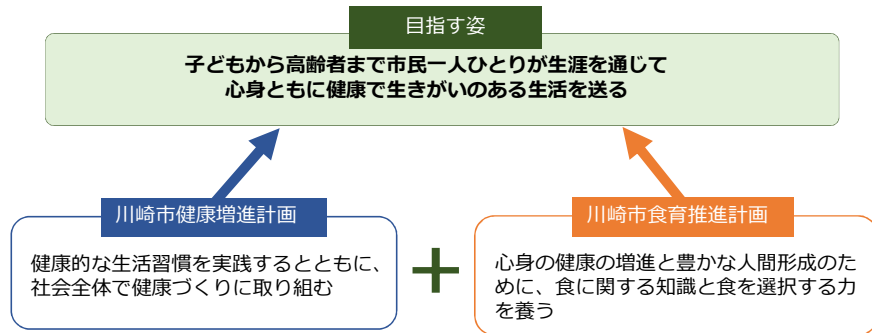 目指す姿
子どもから高齢者まで市民一人ひとりが生涯を通じて
心身ともに健康で生きがいのある生活を送る
川崎市健康増進計画
健康的な生活習慣を実践するとともに、
社会全体で健康づくりに取り組む
川崎市食育推進計画
心身の健康の増進と豊かな人間形成のた
めに、食に関する知識と食を選択する力
を養う